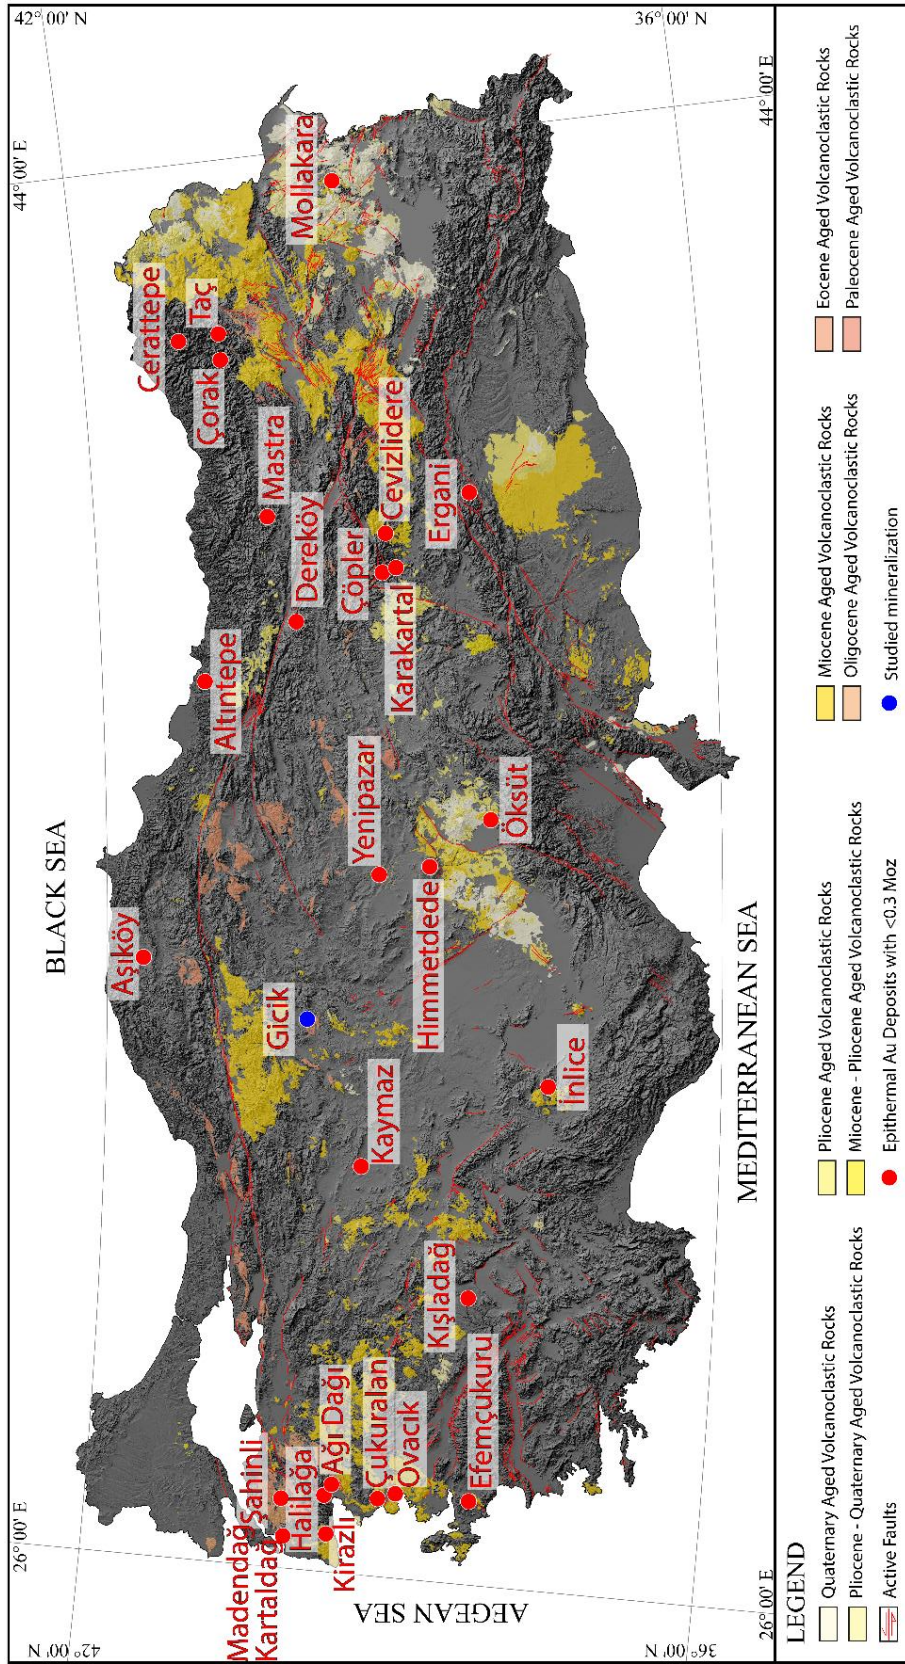 42° 00' N
26° 00' E
44° 00' E
42° 00' N
BLACK SEA
AEGEAN SEA
MEDITERRANEAN SEA
36° 00' N
26° 00' E
44° 00' E
36° 00' N
Madendağ
Kartaldağ
Şahinli
Halilağa
Kirazlı
Ağı Dağı
Çukuralan
Ovacık
Efemçukuru
Kışladağ
Kaymaz
Gicik
Aşıköy
İnlice
Himmetdede
Yenipazar
Öksüt
Altıntepe
Dereköy
Mastra
Çöpler
Karakartal
Cevizlidere
Ergani
Cerattepe
Taç
Çorak
Mollakara
LEGEND
Quaternary Aged Volcanoclastic Rocks
Pliocene - Quaternary Aged Volcanoclastic Rocks
Active Faults
Pliocene Aged Volcanoclastic Rocks
Miocene - Pliocene Aged Volcanoclastic Rocks
Epithermal Au Deposits with <0.3 Moz
Miocene Aged Volcanoclastic Rocks
Oligocene Aged Volcanoclastic Rocks
Studied mineralization
Eocene Aged Volcanoclastic Rocks
Paleocene Aged Volcanoclastic Rocks